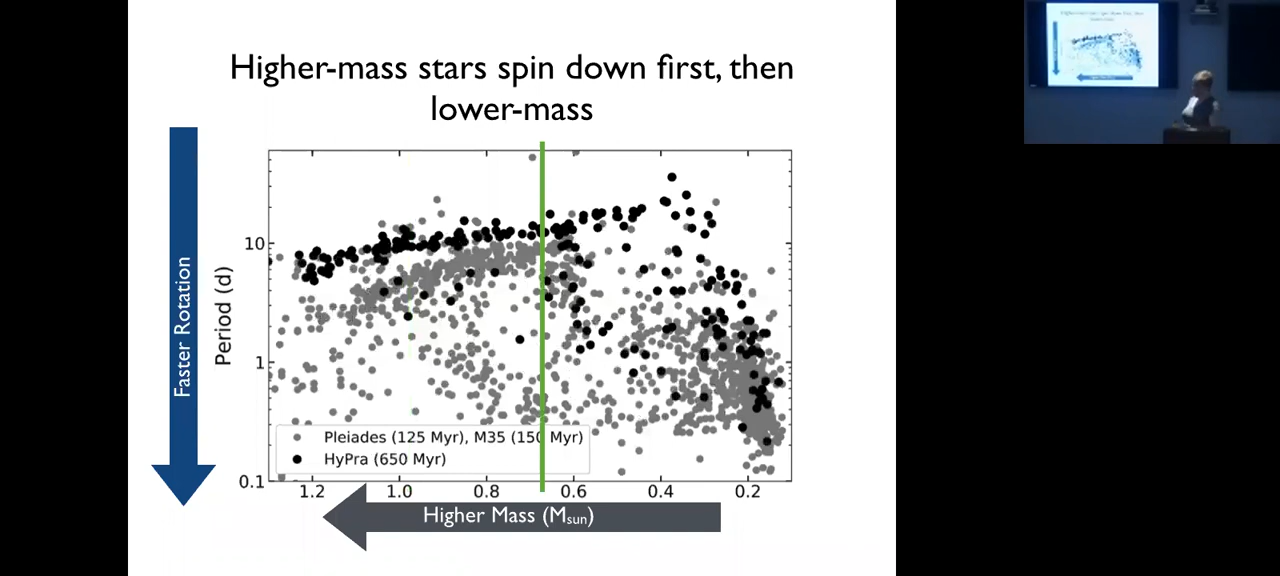 Higher-mass stars spin down first, then
lower-mass
Faster Rotation
Period (d)
10
1
0.1
Pleiades (125 Myr), M35 (150 Myr)
HyPra (650 Myr)
1.2 1.0 0.8 0.6 0.4 0.2
Higher Mass (Msun)